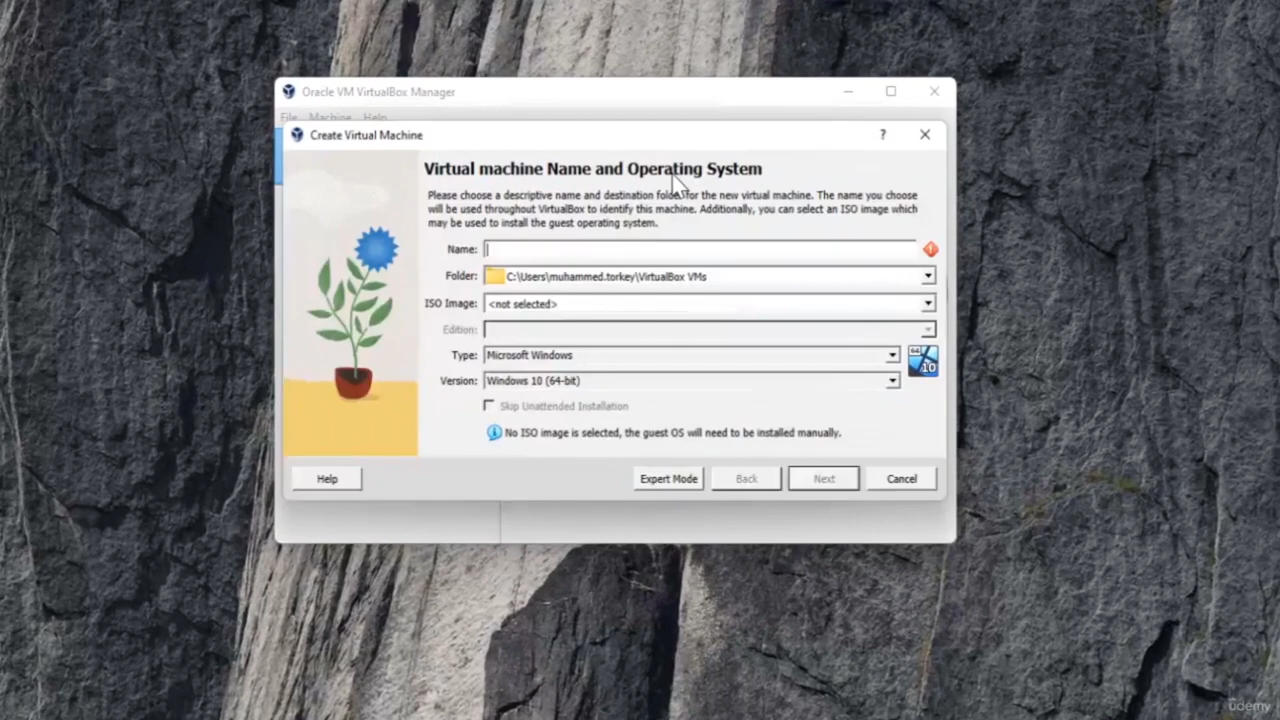 Oracle VM VirtualBox Manager
File Machine Help
Create Virtual Machine
?
Virtual machine Name and Operating System
Please choose a descriptive name and destination folder for the new virtual machine. The name you choose
will be used throughout VirtualBox to identify this machine. Additionally, you can select an ISO image which
may be used to install the guest operating system.
Name:
Folder: C:\Users\muhammed.torkey\VirtualBox VMs
ISO Image: <not selected>
Edition:
Type: Microsoft Windows
64
10
Version: Windows 10 (64-bit)
Skip Unattended Installation
No ISO image is selected, the guest OS will need to be installed manually.
Help Expert Mode Back Next Cancel
udemy